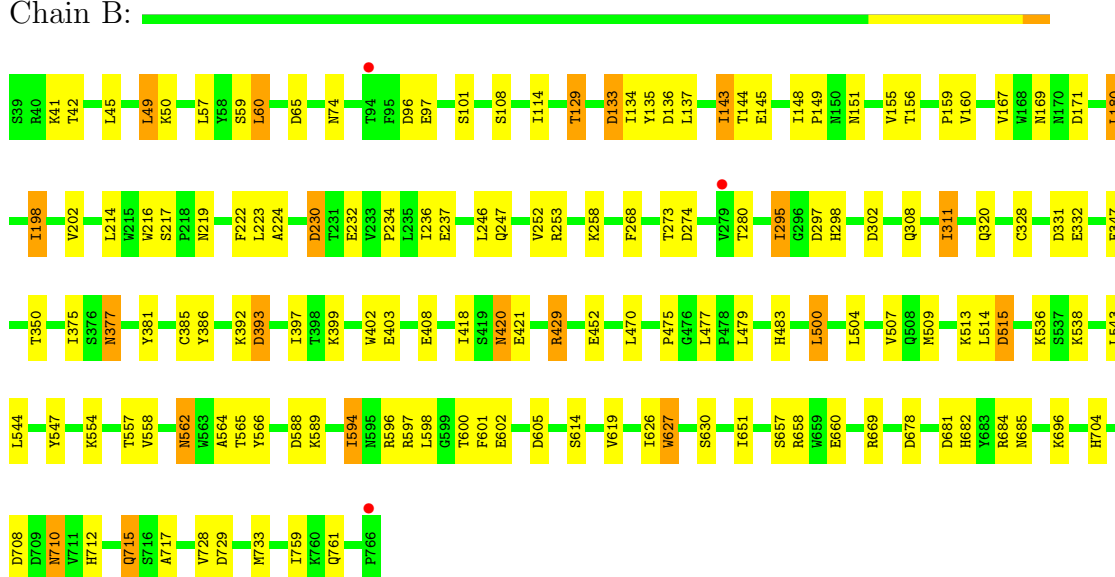 Chain B:
S39 R40 K41 T42 L45 L49 K50 L57 Y58 S59 L60 D65 N74 T94 F95 D96 E97 S101 S108 I114 T129 D133 I134 Y135 D136 L137 I143 T144 E145 I148 P149 N150 N151 V155 T156 P159 V160 V167 W168 N169 N170 D171
I198 V202 L214 W215 W216 S217 P218 N219 F222 L223 A224 D230 T231 E232 V233 P234 L235 I236 E237 L246 Q247 V252 R253 K258 F268 T273 D274 V279 T280 I295 G296 D297 H298 D302 Q308 I311 Q320 C328 D331 E332
T350 I375 S376 N377 Y381 C385 Y386 K392 D393 I397 T398 K399 W402 E403 E408 I418 S419 N420 E421 R429 E452 L470 P475 G476 L477 P478 L479 H483 L500 L504 V507 Q508 M509 K513 L514 D515 K536 S537 K538
L544 Y547 K554 T557 V558 N562 W563 A564 T565 Y566 D588 K589 I594 N595 R596 R597 L598 G599 T600 F601 E602 D605 S614 V619 I626 W627 S630 I651 S657 R658 V659 E660 R669 D678 D681 H682 Y683 R684 N685 K696 H704
D708 D709 N710 V711 H712 Q715 S716 A717 V728 D729 M733 I759 K760 Q761 P766